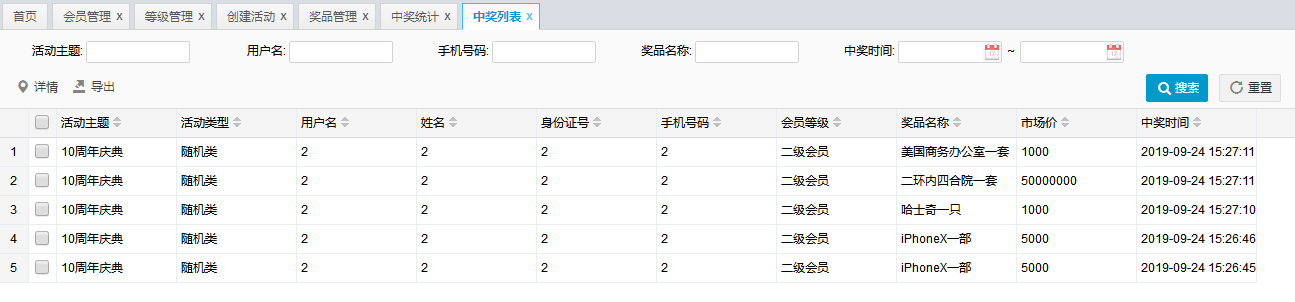 首页 会员管理 x 等级管理 x 创建活动 x 奖品管理 x 中奖统计 x 中奖列表 x
活动主题: 用户名: 手机号码: 奖品名称: 中奖时间: ~
详情 导出 搜索 重置
活动主题 活动类型 用户名 姓名 身份证号 手机号码 会员等级 奖品名称 市场价 中奖时间
1 10周年庆典 随机类 2 2 2 2 二级会员 美国商务办公室一套 1000 2019-09-24 15:27:11
2 10周年庆典 随机类 2 2 2 2 二级会员 二环内四合院一套 50000000 2019-09-24 15:27:11
3 10周年庆典 随机类 2 2 2 2 二级会员 哈士奇一只 1000 2019-09-24 15:27:10
4 10周年庆典 随机类 2 2 2 2 二级会员 iPhoneX一部 5000 2019-09-24 15:26:46
5 10周年庆典 随机类 2 2 2 2 二级会员 iPhoneX一部 5000 2019-09-24 15:26:45